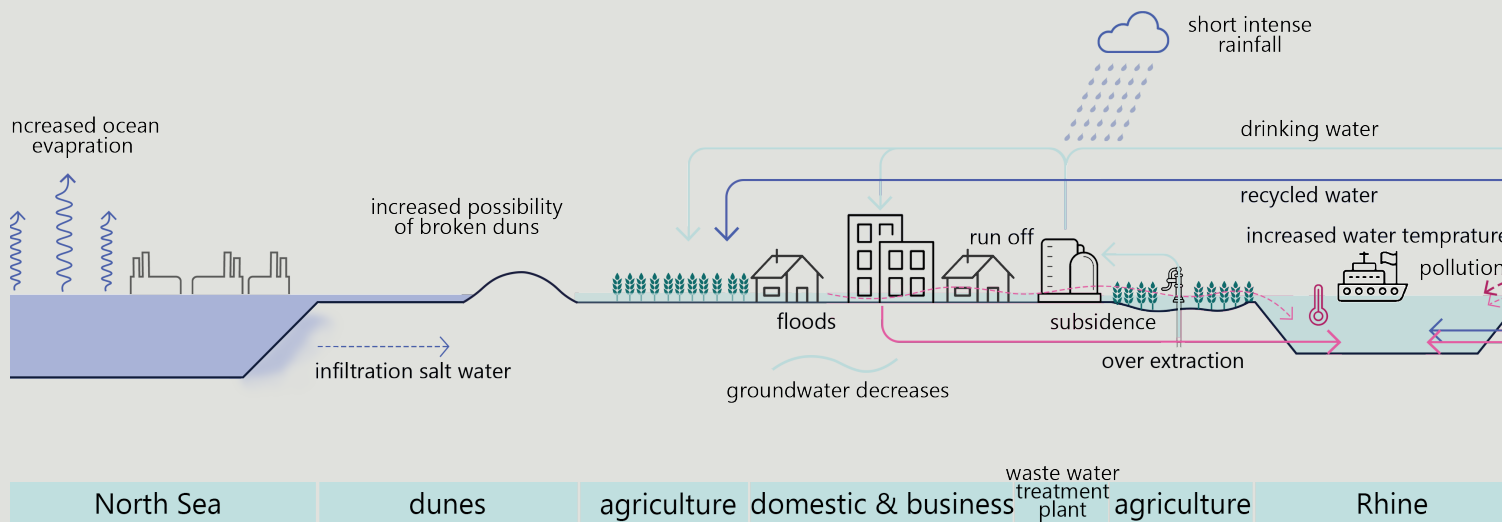 short intense
rainfall
ncreased ocean
evapration
drinking water
recycled water
increased possibility
of broken duns
run off
increased water temprature
pollution
floods
subsidence
over extraction
infiltration salt water
groundwater decreases
North Sea
dunes
agriculture
domestic & business
waste water
treatment
plant
agriculture
Rhine